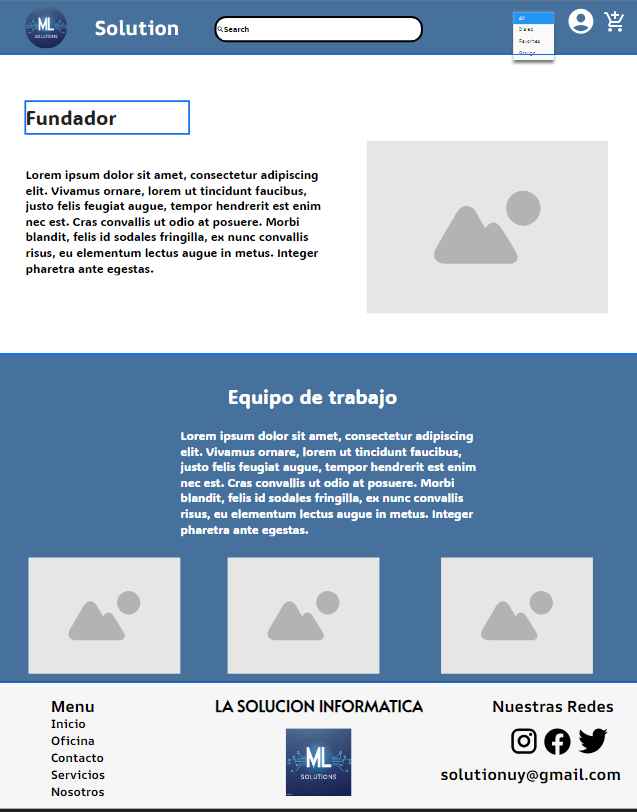 ML
SOLUTIONS
Solution
Search
All
Favorites
Fundador
Lorem ipsum dolor sit amet, consectetur adipiscing
elit. Vivamus ornare, lorem ut tincidunt faucibus,
justo felis feugiat augue, tempor hendrerit est enim
nec est. Cras convallis ut odio at posuere. Morbi
blandit, felis id sodales fringilla, ex nunc convallis
risus, eu elementum lectus augue in metus. Integer
pharetra ante egestas.
Equipo de trabajo
Lorem ipsum dolor sit amet, consectetur adipiscing
elit. Vivamus ornare, lorem ut tincidunt faucibus,
justo felis feugiat augue, tempor hendrerit est enim
nec est. Cras convallis ut odio at posuere. Morbi
blandit, felis id sodales fringilla, ex nunc convallis
risus, eu elementum lectus augue in metus. Integer
pharetra ante egestas.
Menu
Inicio
Oficina
Contacto
Servicios
Nosotros
LA SOLUCION INFORMATICA
ML
SOLUTIONS
Nuestras Redes
solutionuy@gmail.com